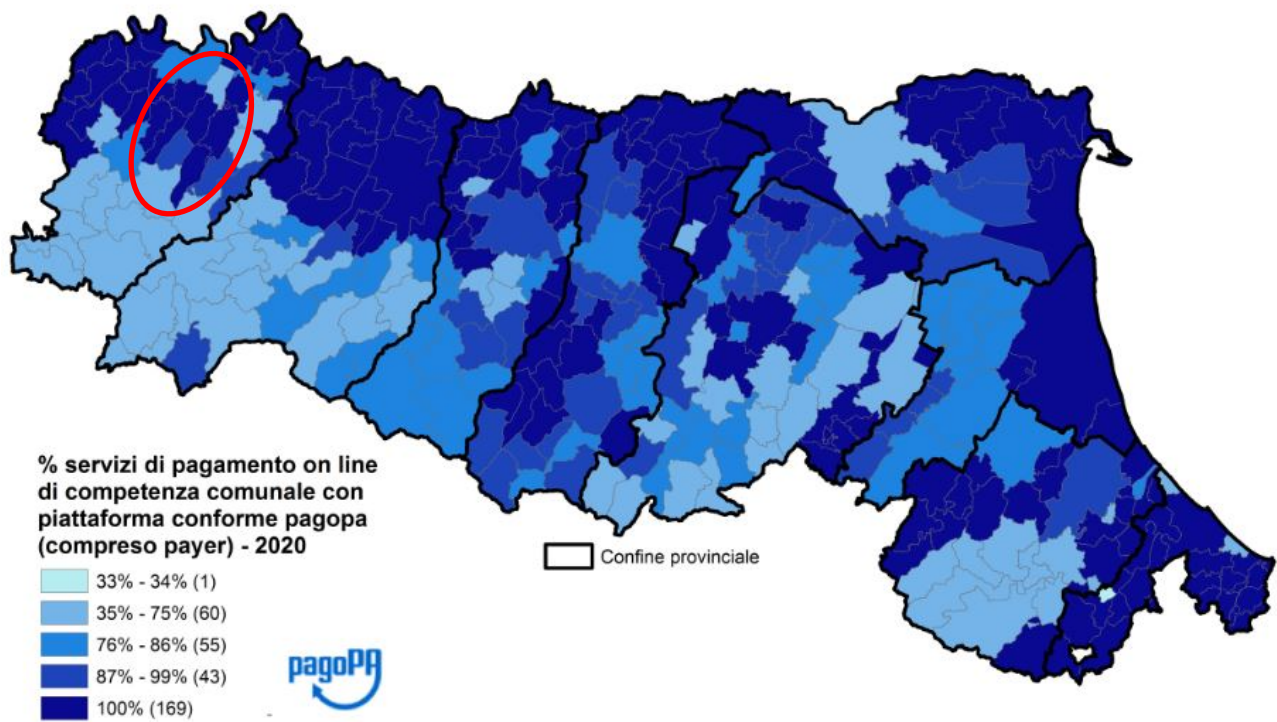 % servizi di pagamento on line
di competenza comunale con
piattaforma conforme pagopa
(compreso payer) - 2020
33% - 34% (1)
35% - 75% (60)
76% - 86% (55)
87% - 99% (43)
100% (169)
Confine provinciale
pagoPA